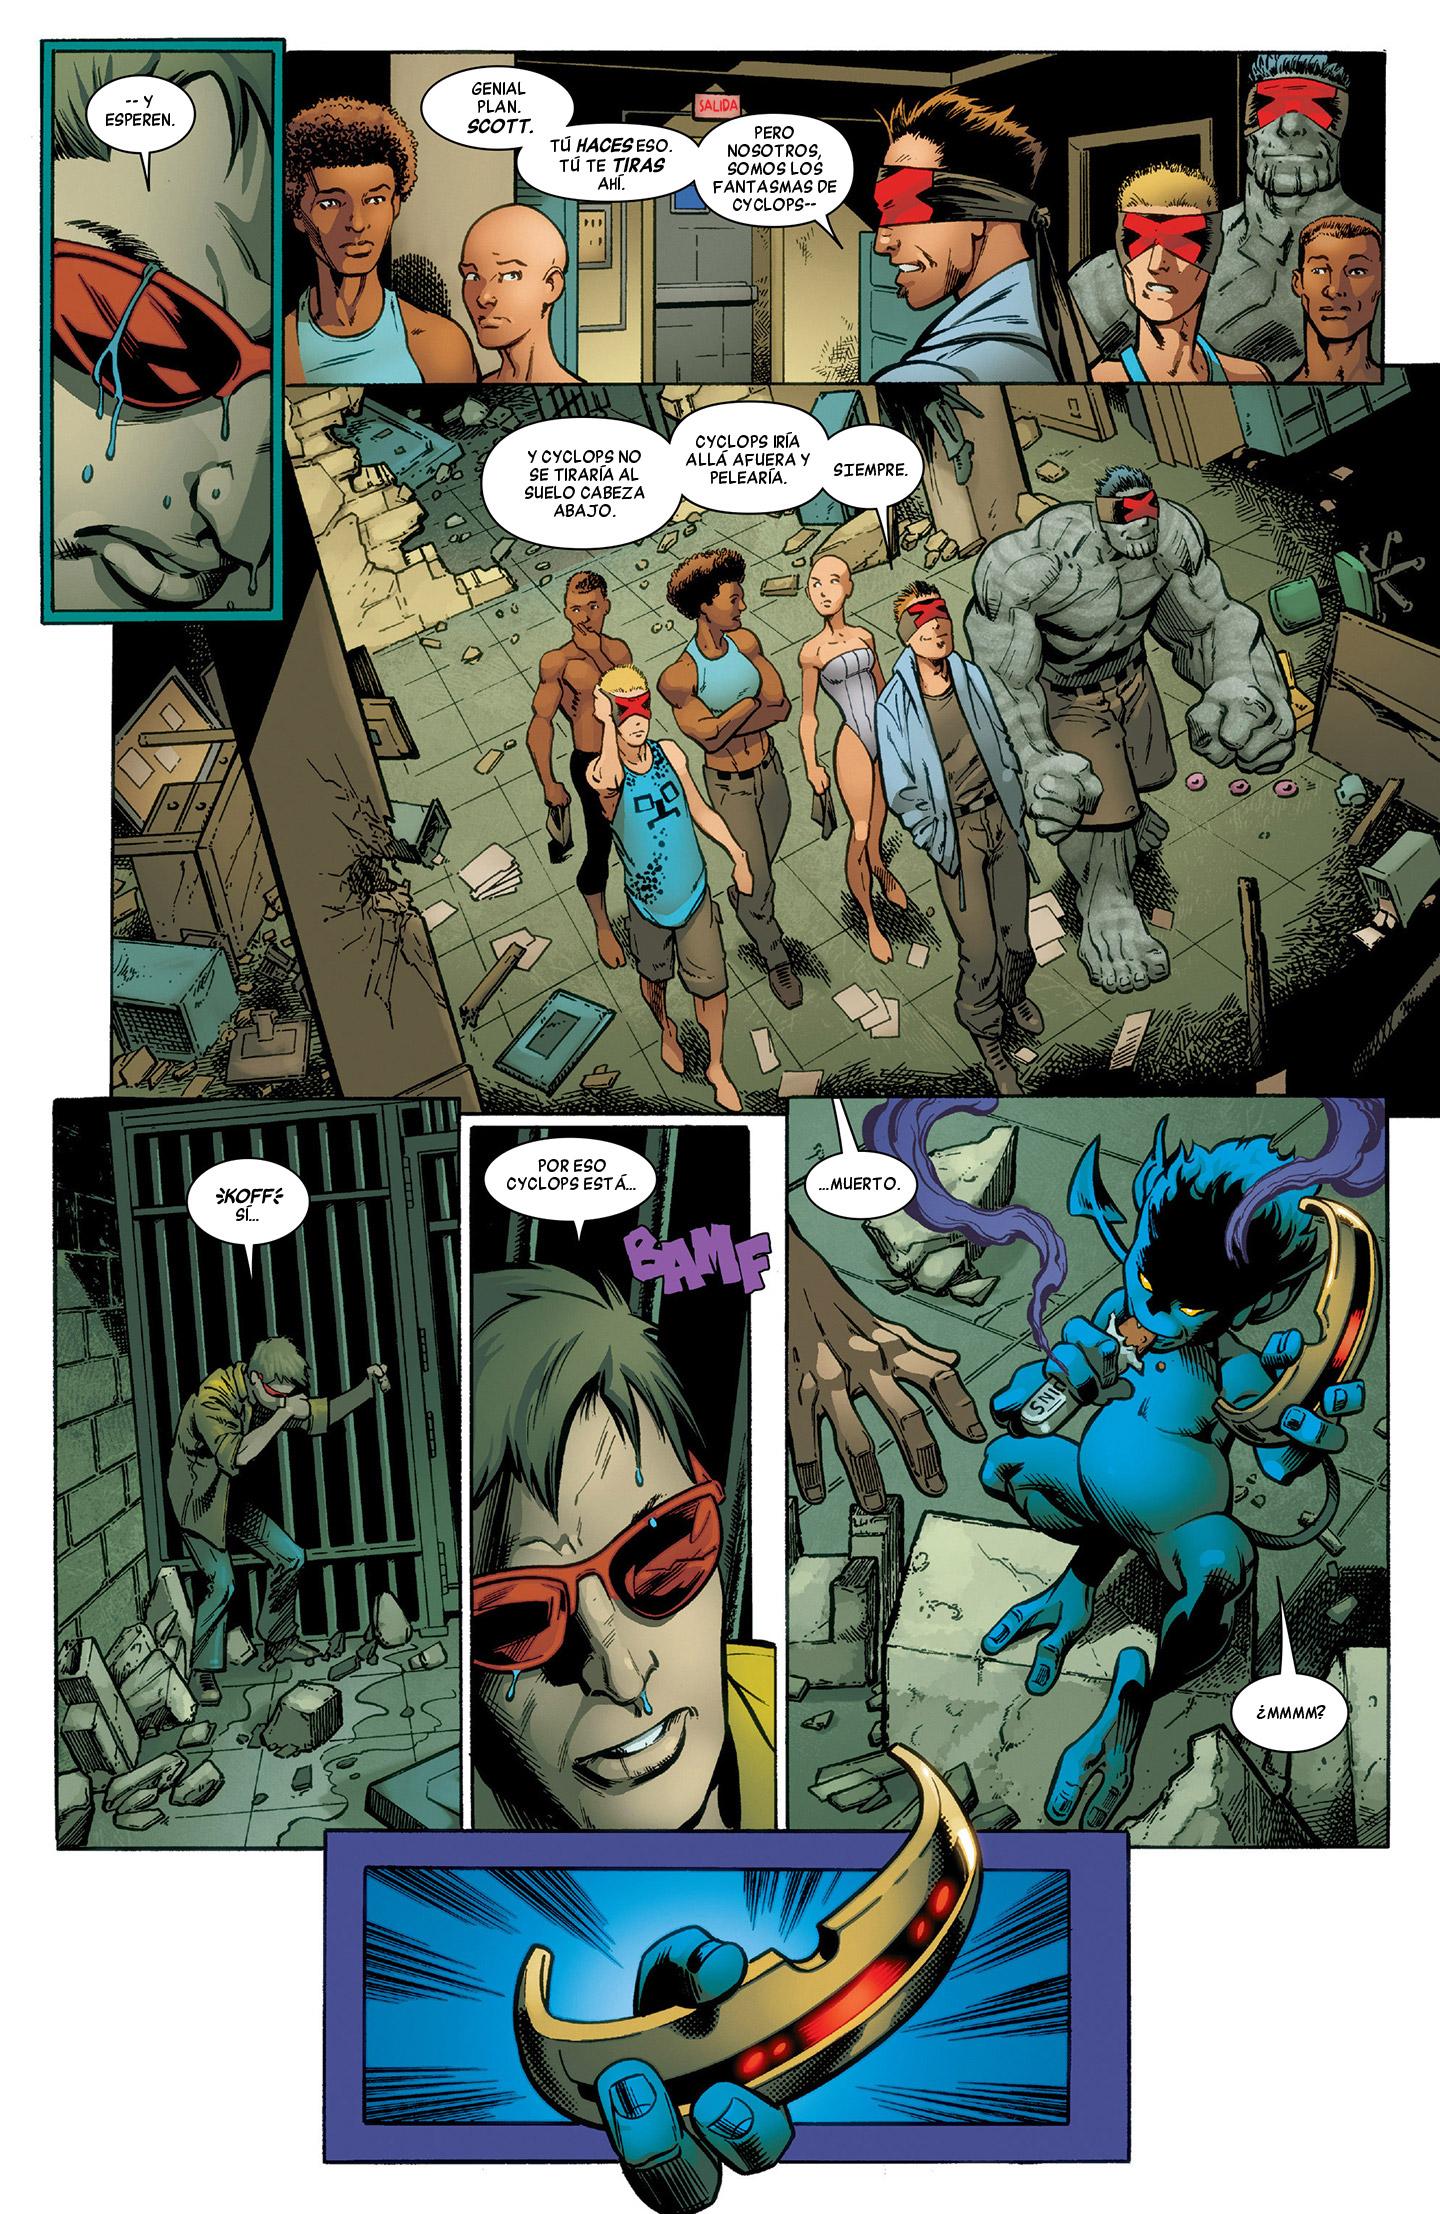 -- Y
ESPEREN.
GENIAL
PLAN.
SCOTT.
TÚ HACES ESO.
TÚ TE TIRAS
AHÍ.
SALIDA
PERO
NOSOTROS,
SOMOS LOS
FANTASMAS DE
CYCLOPS--
Y CYCLOPS NO
SE TIRARÍA AL
SUELO CABEZA
ABAJO.
CYCLOPS IRÍA
ALLÁ AFUERA Y
PELEARÍA.
SIEMPRE.
KOFF
SÍ...
POR ESO
CYCLOPS ESTÁ...
BAMF
...MUERTO.
SNI
¿MMMM?